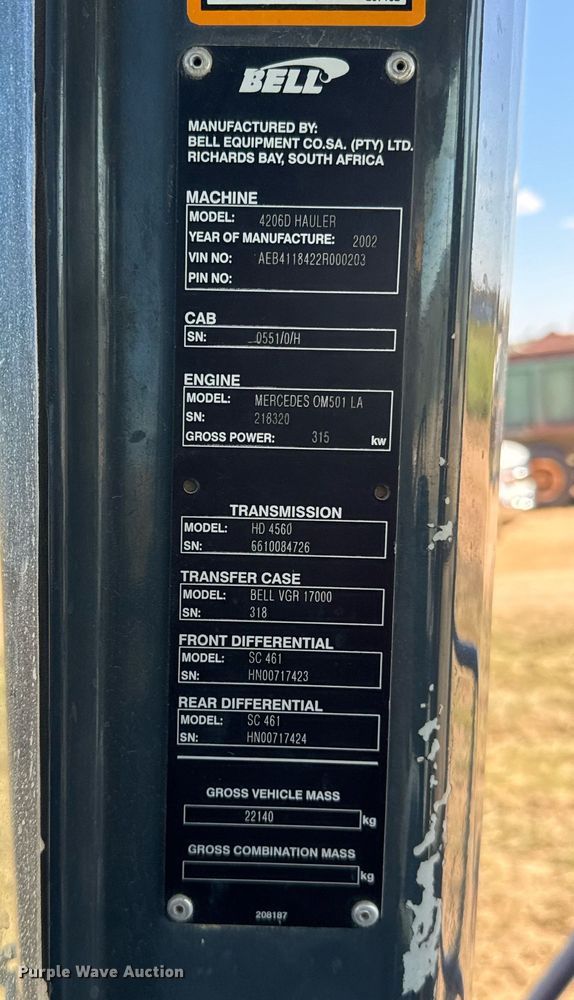 BELL
MANUFACTURED BY:
BELL EQUIPMENT CO.SA. (PTY) LTD.
RICHARDS BAY, SOUTH AFRICA
MACHINE
MODEL: 4206D HAULER
YEAR OF MANUFACTURE: 2002
VIN NO: AEB4118422R000203
PIN NO:
CAB
SN: 0551/0/H
ENGINE
MODEL: MERCEDES OM501 LA
SN: 218320
GROSS POWER: 315 kw
TRANSMISSION
MODEL: HD 4560
SN: 6610084726
TRANSFER CASE
MODEL: BELL VGR 17000
SN: 318
FRONT DIFFERENTIAL
MODEL: SC 461
SN: HN00717423
REAR DIFFERENTIAL
MODEL: SC 461
SN: HN00717424
GROSS VEHICLE MASS
22140 kg
GROSS COMBINATION MASS
kg
208187
Purple Wave Auction